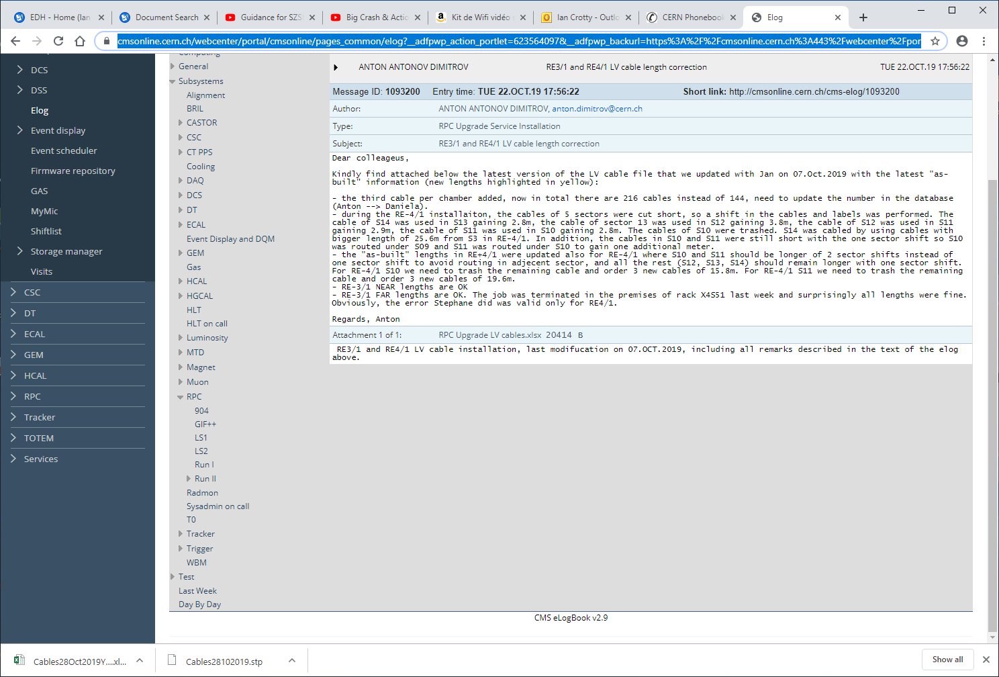 EDH - Home (Ian
Document Search
Guidance for SZS
Big Crash & Actio
Kit de Wifi vidéo
Ian Crotty - Outlo
CERN Phonebook
Elog
cmsonline.cern.ch/webcenter/portal/cmsonline/pages_common/elog?__adfpwp_action_portlet=623564097&__adfpwp_backurl=https%3A%2F%2Fcmsonline.cern.ch%3A443%2Fwebcenter%2Fpor
DCS
DSS
Elog
Event display
Event scheduler
Firmware repository
GAS
MyMic
Shiftlist
Storage manager
Visits
CSC
DT
ECAL
GEM
HCAL
RPC
Tracker
TOTEM
Services
Computing
General
Subsystems
Alignment
BRIL
CASTOR
CSC
CT PPS
Cooling
DAQ
DCS
DT
ECAL
Event Display and DQM
GEM
Gas
HCAL
HGCAL
HLT
HLT on call
Luminosity
MTD
Magnet
Muon
RPC
904
GIF++
LS1
LS2
Run I
Run II
Radmon
Sysadmin on call
T0
Tracker
Trigger
WBM
Test
Last Week
Day By Day
ANTON ANTONOV DIMITROV RE3/1 and RE4/1 LV cable length correction TUE 22.OCT.19 17:56:22
Message ID: 1093200 Entry time: TUE 22.OCT.19 17:56:22 Short link: http://cmsonline.cern.ch/cms-elog/1093200
Author: ANTON ANTONOV DIMITROV, anton.dimitrov@cern.ch
Type: RPC Upgrade Service Installation
Subject: RE3/1 and RE4/1 LV cable length correction
Dear colleageus,
Kindly find attached below the latest version of the LV cable file that we updated with Jan on 07.Oct.2019 with the latest "as-
built" information (new lengths highlighted in yellow):
- the third cable per chamber added, now in total there are 216 cables instead of 144, need to update the number in the database
(Anton --> Daniela).
- during the RE-4/1 installaiton, the cables of 5 sectors were cut short, so a shift in the cables and labels was performed. The
cable of S14 was used in S13 gaining 2.8m, the cable of sector 13 was used in S12 gaining 3.8m, the cable of S12 was used in S11
gaining 2.9m, the cable of S11 was used in S10 gaining 2.8m. The cables of S10 were trashed. S14 was cabled by using cables with
bigger length of 25.6m from S3 in RE-4/1. In addition, the cables in S10 and S11 were still short with the one sector shift so S10
was routed under S09 and S11 was routed under S10 to gain one additional meter.
- the "as-built" lengths in RE+4/1 were updated also for RE-4/1 where S10 and S11 should be longer of 2 sector shifts instead of
one sector shift to avoid routing in adjecent sector, and all the rest (S12, S13, S14) should remain longer with one sector shift.
For RE-4/1 S10 we need to trash the remaining cable and order 3 new cables of 15.8m. For RE-4/1 S11 we need to trash the remaining
cable and order 3 new cables of 19.6m.
- RE-3/1 NEAR lengths are OK
- RE-3/1 FAR lengths are OK. The job was terminated in the premises of rack X4S51 last week and surprisingly all lengths were fine.
Obviously, the error Stephane did was valid only for RE4/1.
Regards, Anton
Attachment 1 of 1: RPC Upgrade LV cables.xlsx 20414 B
RE3/1 and RE4/1 LV cable installation, last modifucation on 07.OCT.2019, including all remarks described in the text of the elog
above.
CMS eLogBook v2.9
Cables28Oct2019Y....xl...
Cables28102019.stp
Show all